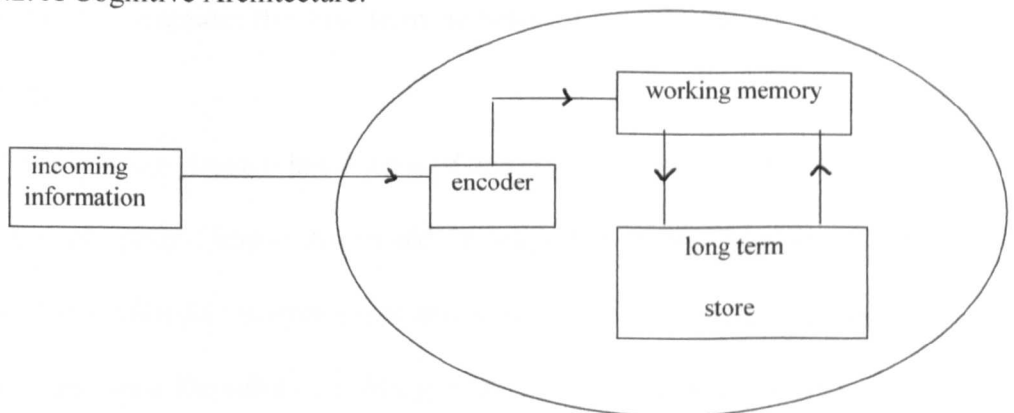 Cognitive Architecture.
working memory
incoming
information
encoder
long term
store